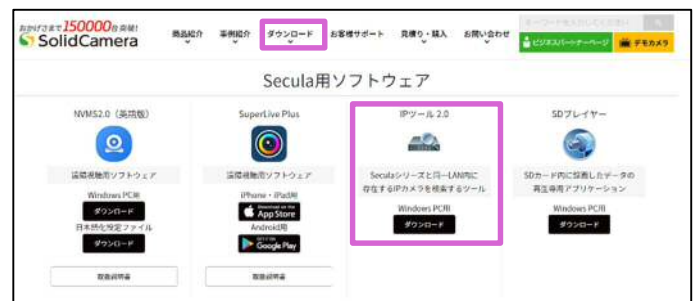 おかげさまで150000台突破!
SolidCamera
商品紹介
事例紹介
ダウンロード
お客様サポート
見積り・購入
お問い合わせ
ビジネスパートナーページ
デモカメラ
Secula用ソフトウェア
NVMS2.0(英語版)
遠隔視聴用ソフトウェア
Windows PC用
ダウンロード
日本語化設定ファイル
ダウンロード
取扱説明書
SuperLive Plus
遠隔視聴用ソフトウェア
iPhone・iPad用
Download on the
App Store
Android用
GET IT ON
Google Play
取扱説明書
IPツール 2.0
Seculaシリーズと同一LAN内に
存在するIPカメラを検索するツール
Windows PC用
ダウンロード
SDプレイヤー
SDカード内に録画したデータの
再生専用アプリケーション
Windows PC用
ダウンロード